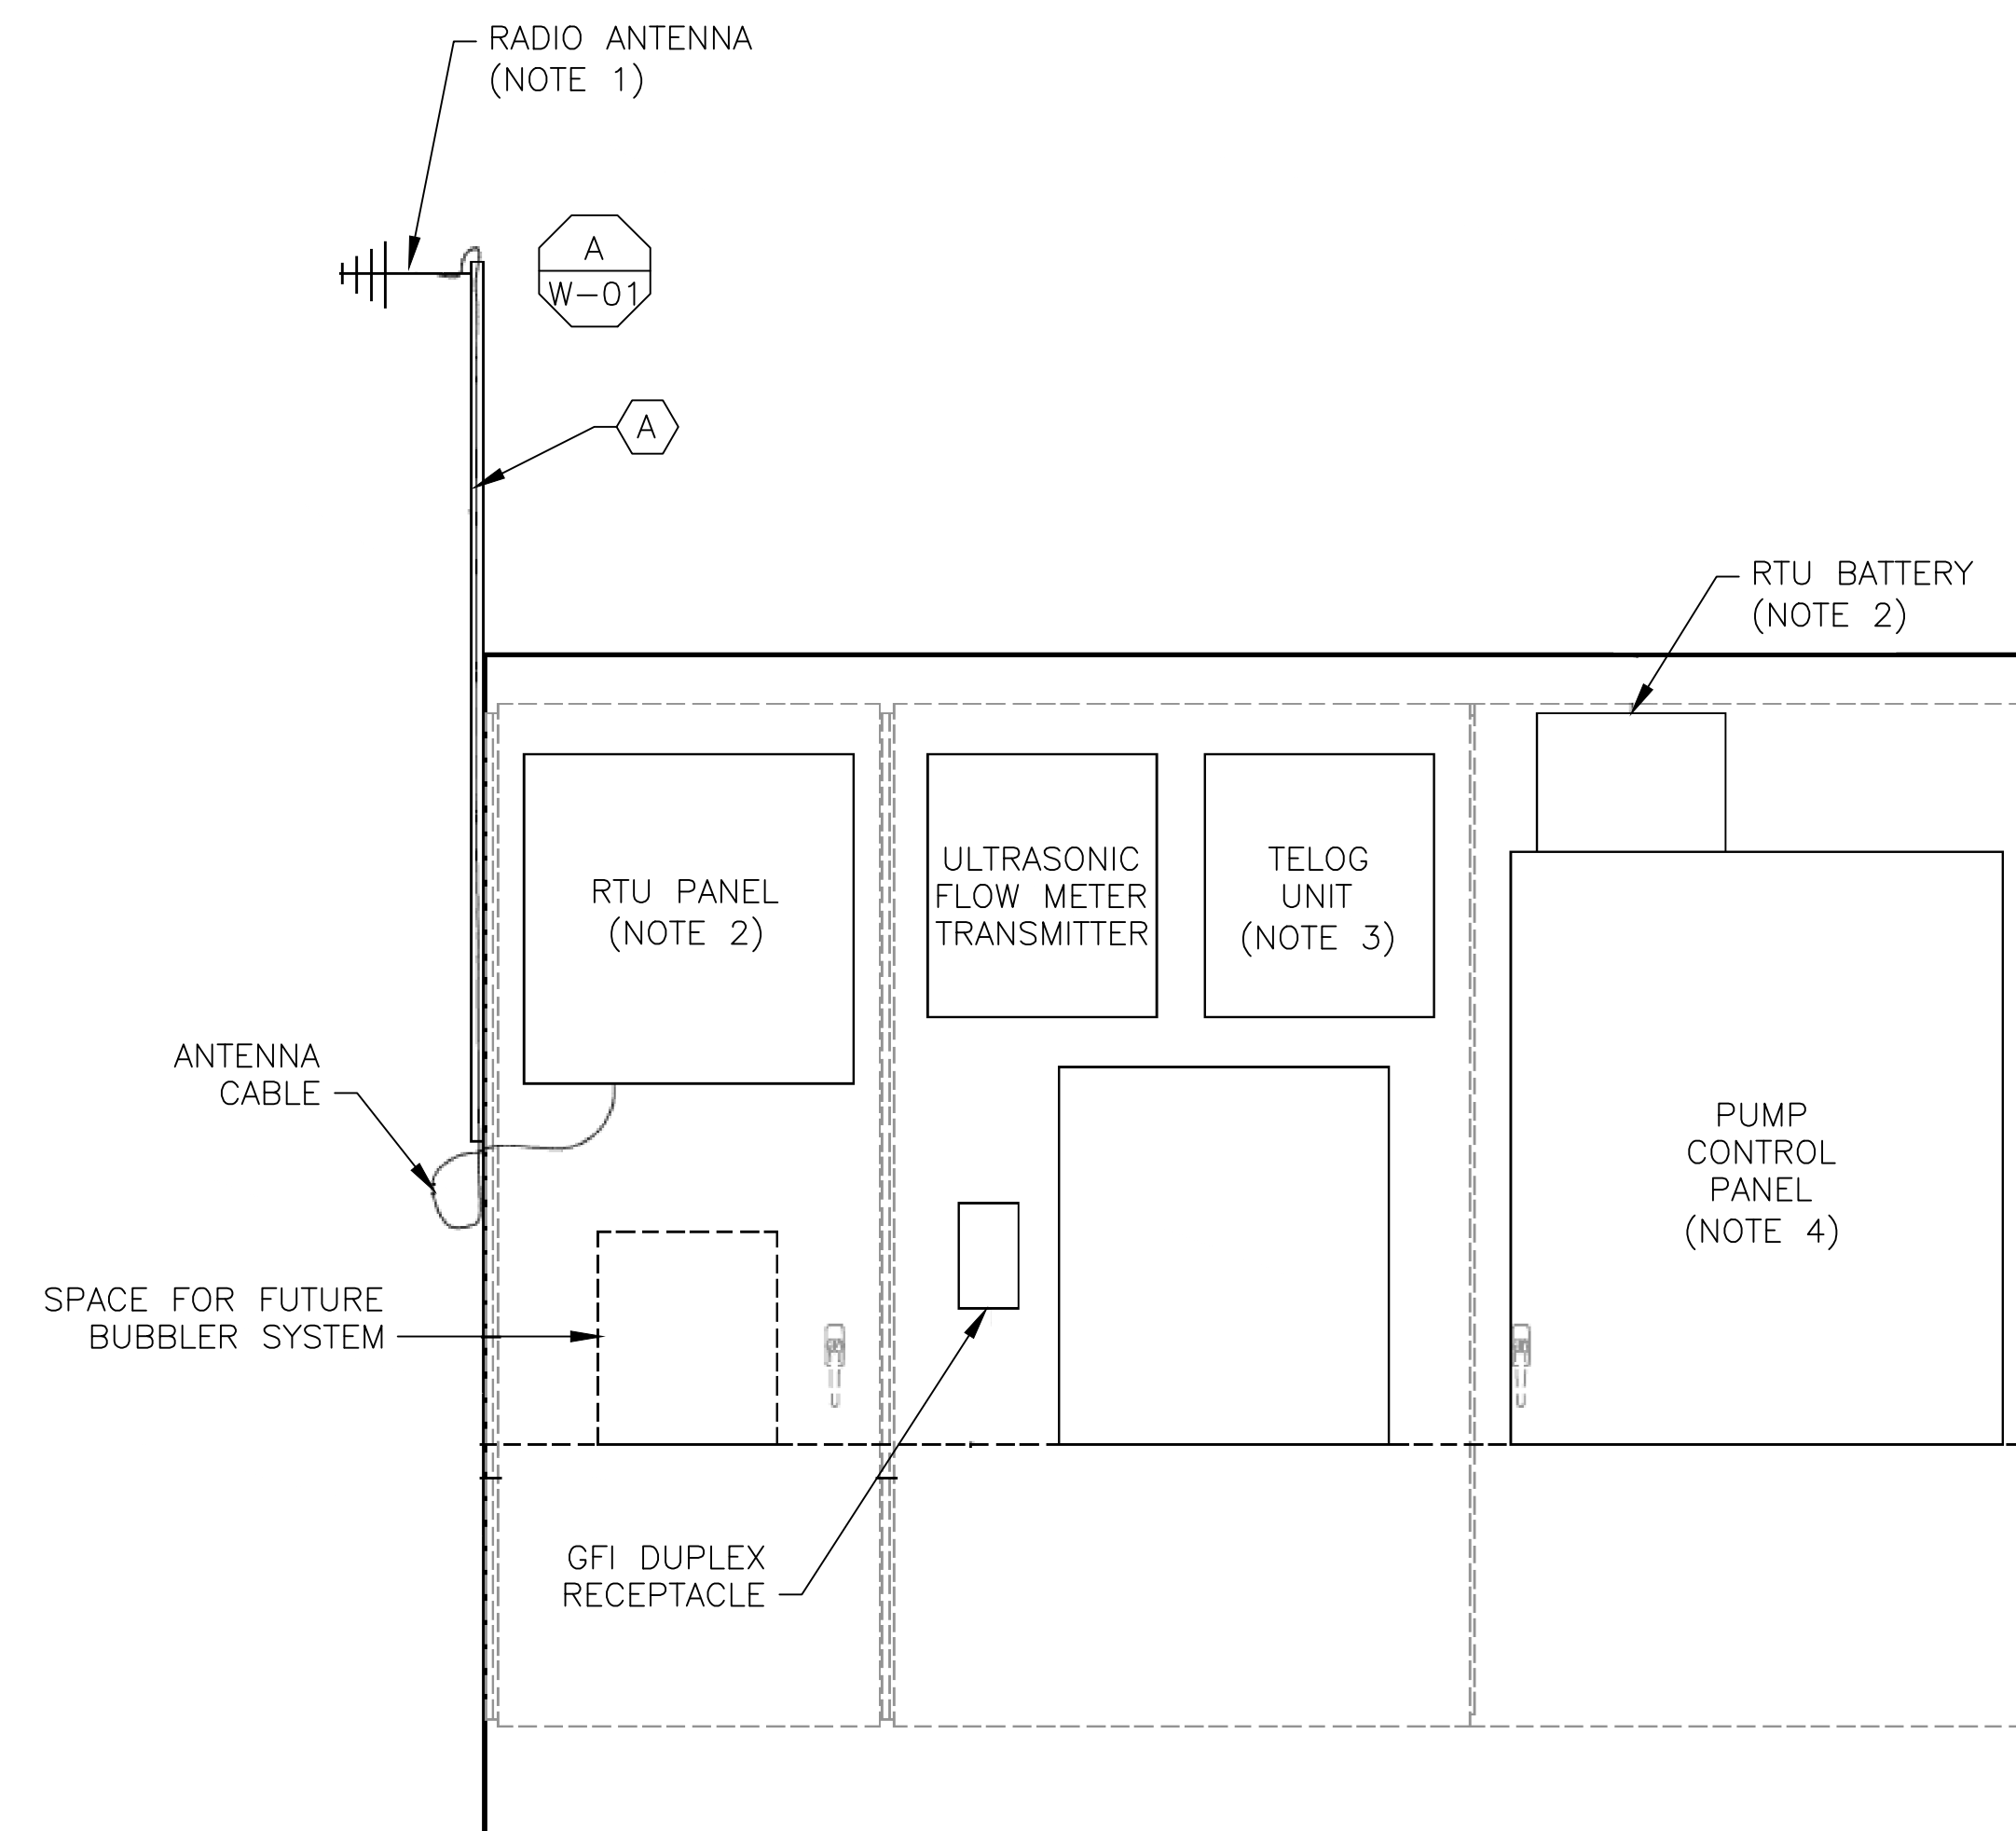 RADIO ANTENNA
(NOTE 1)
A
W-01
A
RTU BATTERY
(NOTE 2)
RTU PANEL
(NOTE 2)
ULTRASONIC
FLOW METER
TRANSMITTER
TELOG
UNIT
(NOTE 3)
ANTENNA
CABLE
PUMP
CONTROL
PANEL
(NOTE 4)
SPACE FOR FUTURE
BUBBLER SYSTEM
GFI DUPLEX
RECEPTACLE